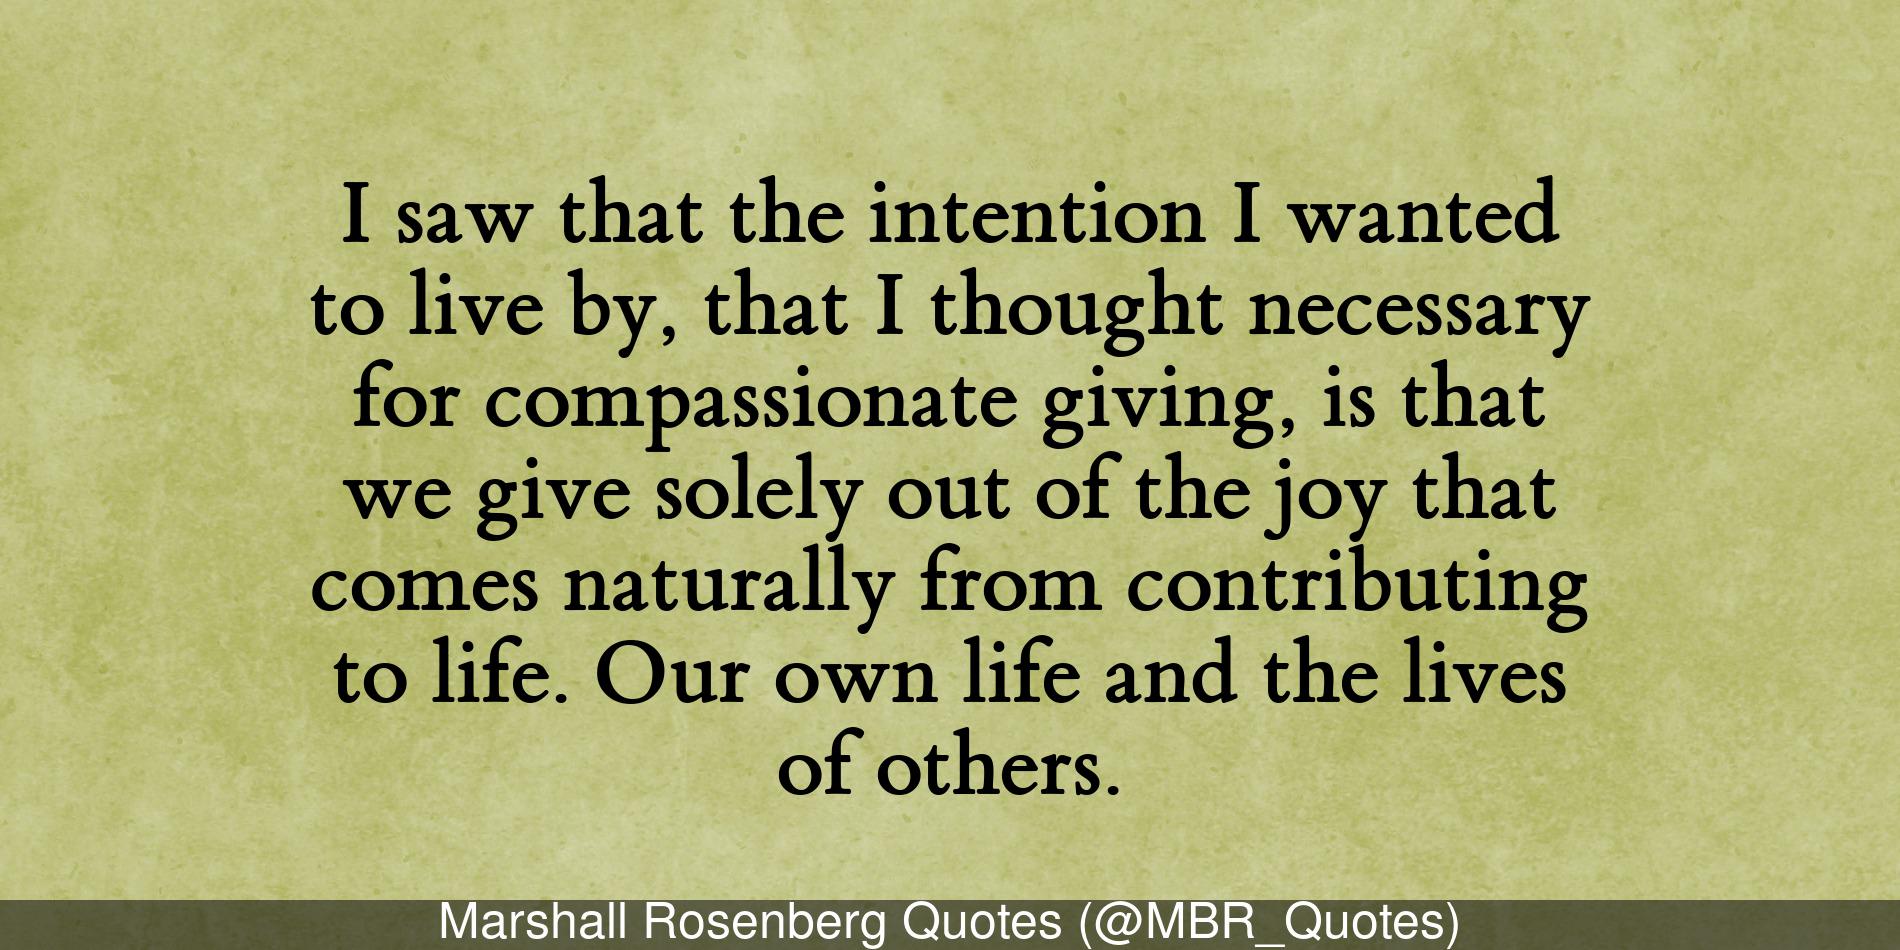 I saw that the intention I wanted
to live by, that I thought necessary
for compassionate giving, is that
we give solely out of the joy that
comes naturally from contributing
to life. Our own life and the lives
of others.
Marshall Rosenberg Quotes (@MBR_Quotes)